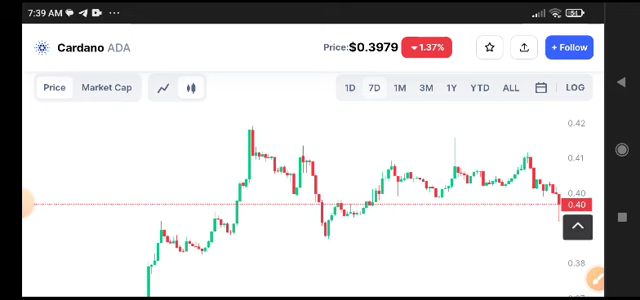 7:39 AM
Cardano ADA
Price:$0.3979 1.37%
+ Follow
Price Market Cap
1D 7D 1M 3M 1Y YTD ALL LOG
0.42
0.41
0.40
0.40
0.38